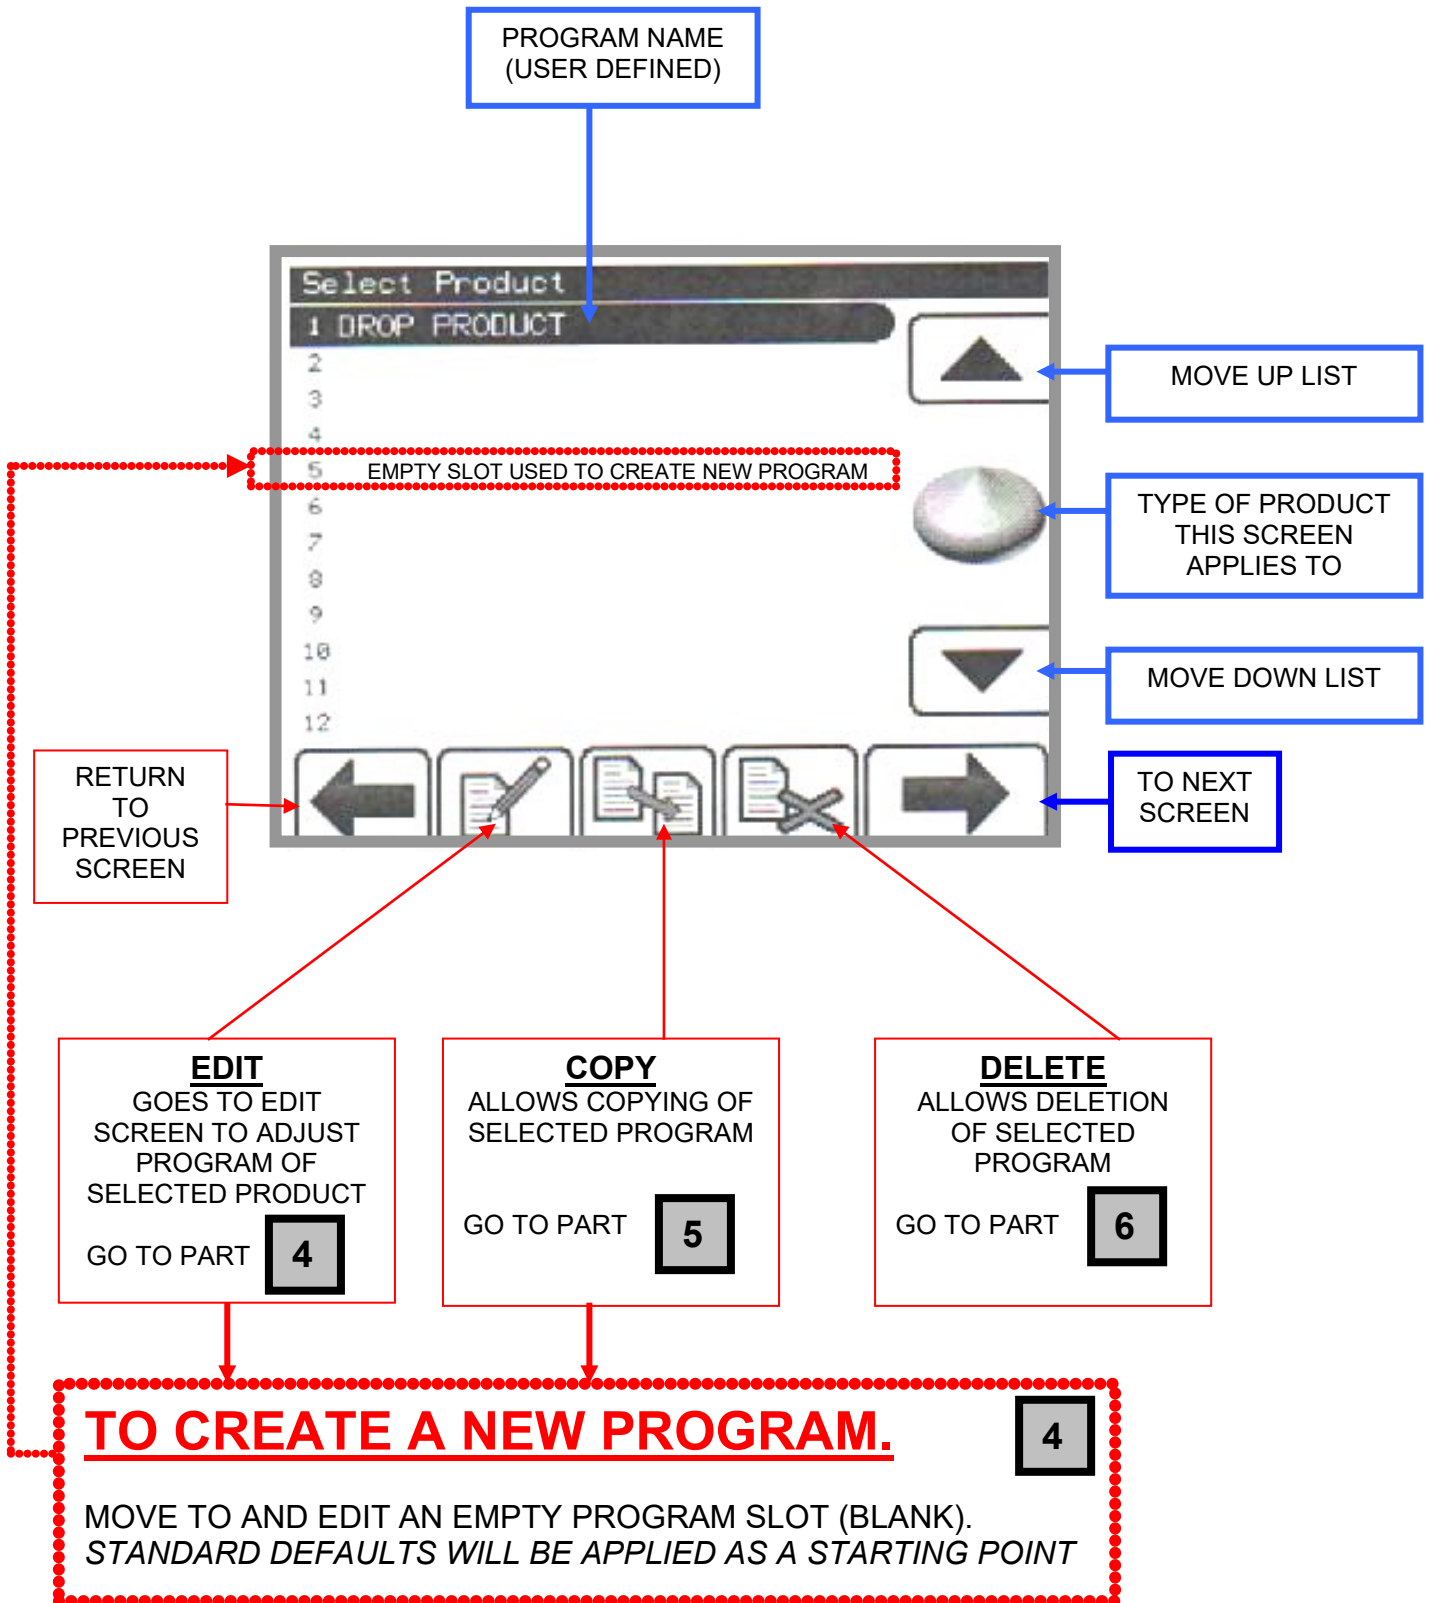 PROGRAM NAME
(USER DEFINED)
Select Product
1 DROP PRODUCT
2
3
4
5 EMPTY SLOT USED TO CREATE NEW PROGRAM
6
7
8
9
10
11
12
MOVE UP LIST
TYPE OF PRODUCT
THIS SCREEN
APPLIES TO
MOVE DOWN LIST
RETURN
TO
PREVIOUS
SCREEN
TO NEXT
SCREEN
EDIT
GOES TO EDIT
SCREEN TO ADJUST
PROGRAM OF
SELECTED PRODUCT
GO TO PART 4
COPY
ALLOWS COPYING OF
SELECTED PROGRAM
GO TO PART 5
DELETE
ALLOWS DELETION
OF SELECTED
PROGRAM
GO TO PART 6
TO CREATE A NEW PROGRAM. 4
MOVE TO AND EDIT AN EMPTY PROGRAM SLOT (BLANK).
STANDARD DEFAULTS WILL BE APPLIED AS A STARTING POINT